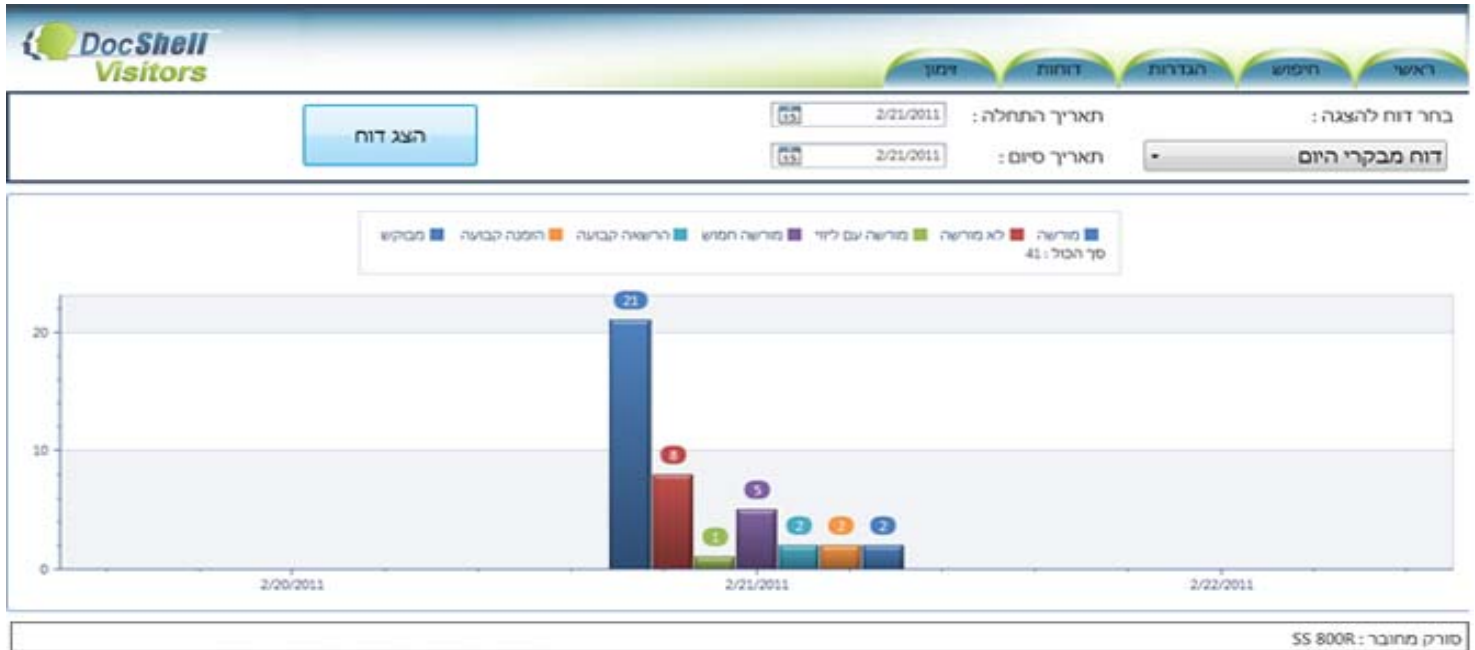 DocShell
Visitors
ראשי חיפוש הגדרות דוחות זימון
בחר דוח להצגה :
תאריך התחלה :
2/21/2011
15
הצג דוח
דוח מבקרי היום
תאריך סיום :
2/21/2011
15
מורשה לא מורשה מורשה עם ליווי מורשה חמוש הרשאה קבועה הזמנה קבועה מבוקש
סך הכול : 41
21
20
10
8
5
1
2
2
2
0
2/20/2011 2/21/2011 2/22/2011
סורק מחובר : SS 800R